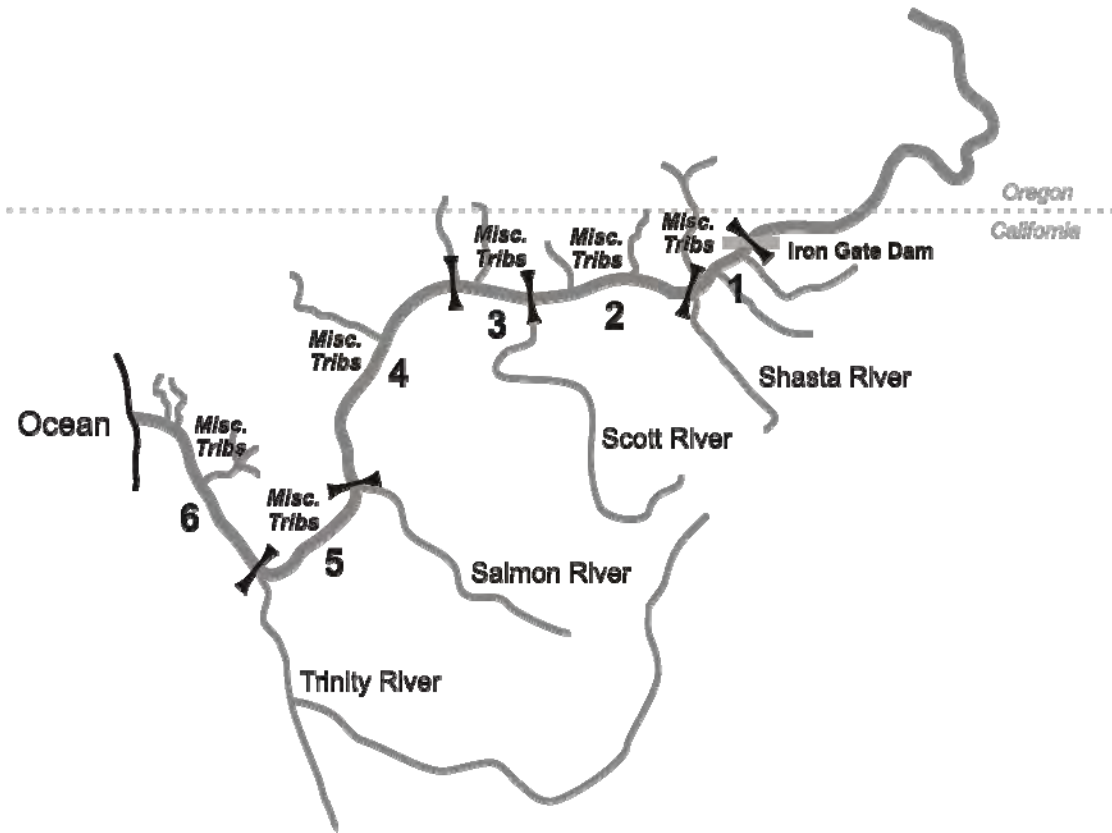 Oregon
California
Misc.
Tribs
Iron Gate Dam
Misc.
Tribs
Misc.
Tribs
1
2
3
Misc.
Tribs
4
Shasta River
Ocean
Misc.
Tribs
Scott River
Misc.
Tribs
6
5
Salmon River
Trinity River